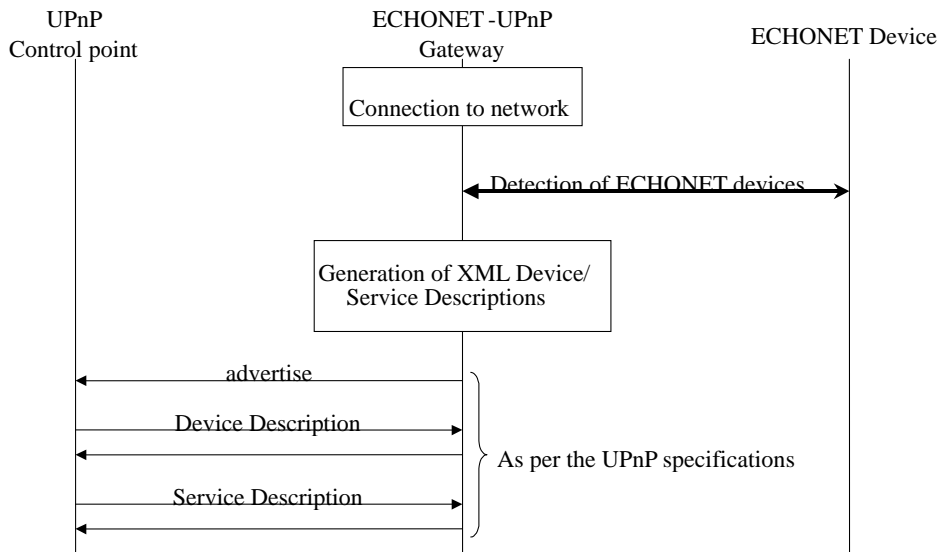 UPnP
Control point
ECHONET -UPnP
Gateway
ECHONET Device
Connection to network
Detection of ECHONET devices
Generation of XML Device/
Service Descriptions
advertise
Device Description
As per the UPnP specifications
Service Description